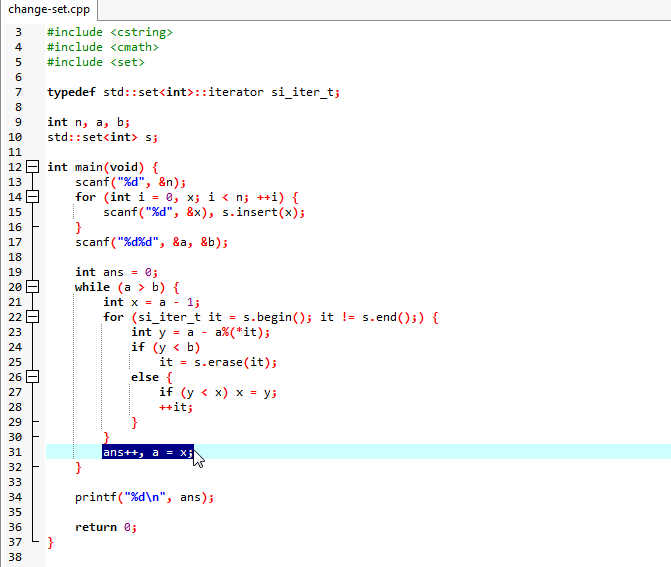 change-set.cpp
3 #include <cstring>
4 #include <cmath>
5 #include <set>
6
7 typedef std::set<int>::iterator si_iter_t;
8
9 int n, a, b;
10 std::set<int> s;
11
12 int main(void) {
13     scanf("%d", &n);
14     for (int i = 0, x; i < n; ++i) {
15         scanf("%d", &x), s.insert(x);
16     }
17     scanf("%d%d", &a, &b);
18
19     int ans = 0;
20     while (a > b) {
21         int x = a - 1;
22         for (si_iter_t it = s.begin(); it != s.end();) {
23             int y = a - a%(*it);
24             if (y < b)
25                 it = s.erase(it);
26             else {
27                 if (y < x) x = y;
28                 ++it;
29             }
30         }
31         ans++, a = x;
32     }
33
34     printf("%d\n", ans);
35
36     return 0;
37 }
38